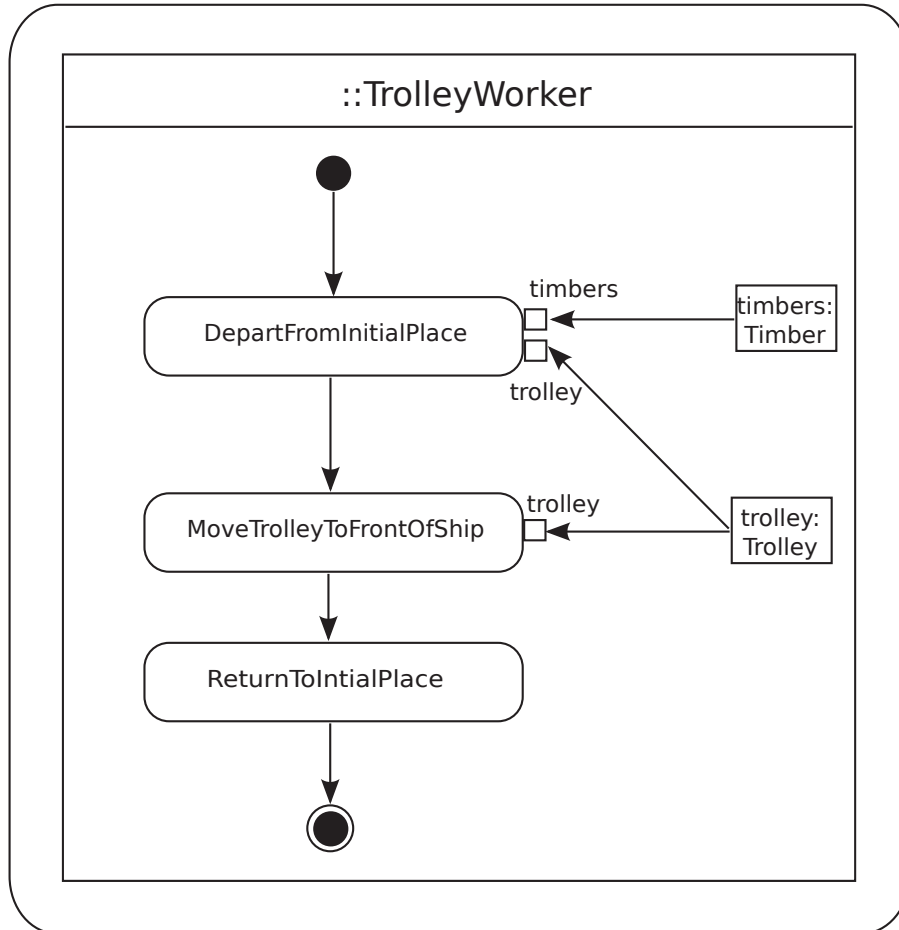 ::TrolleyWorker
timbers
timbers:
Timber
DepartFromInitialPlace
trolley
trolley
trolley:
Trolley
MoveTrolleyToFrontOfShip
ReturnToIntialPlace